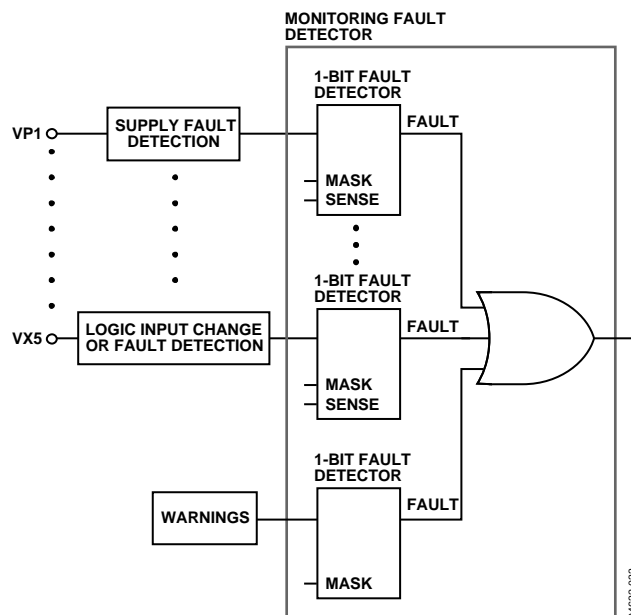 MONITORING FAULT
DETECTOR
1-BIT FAULT
DETECTOR
FAULT
VP1
SUPPLY FAULT
DETECTION
MASK
SENSE
1-BIT FAULT
DETECTOR
FAULT
VX5
LOGIC INPUT CHANGE
OR FAULT DETECTION
MASK
SENSE
1-BIT FAULT
DETECTOR
FAULT
WARNINGS
MASK